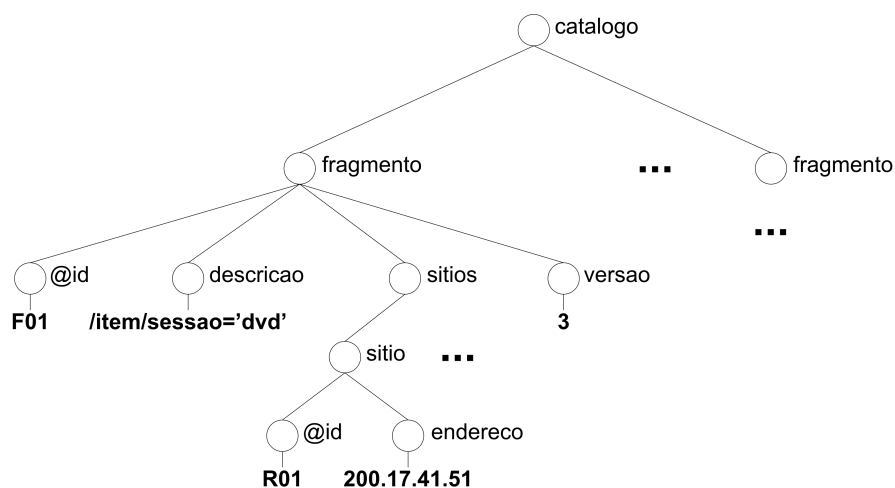 catalogo
fragmento ... fragmento
...
@id descricao sitios versao
F01 /item/sessao='dvd' 3
sitio ...
@id endereco
R01 200.17.41.51